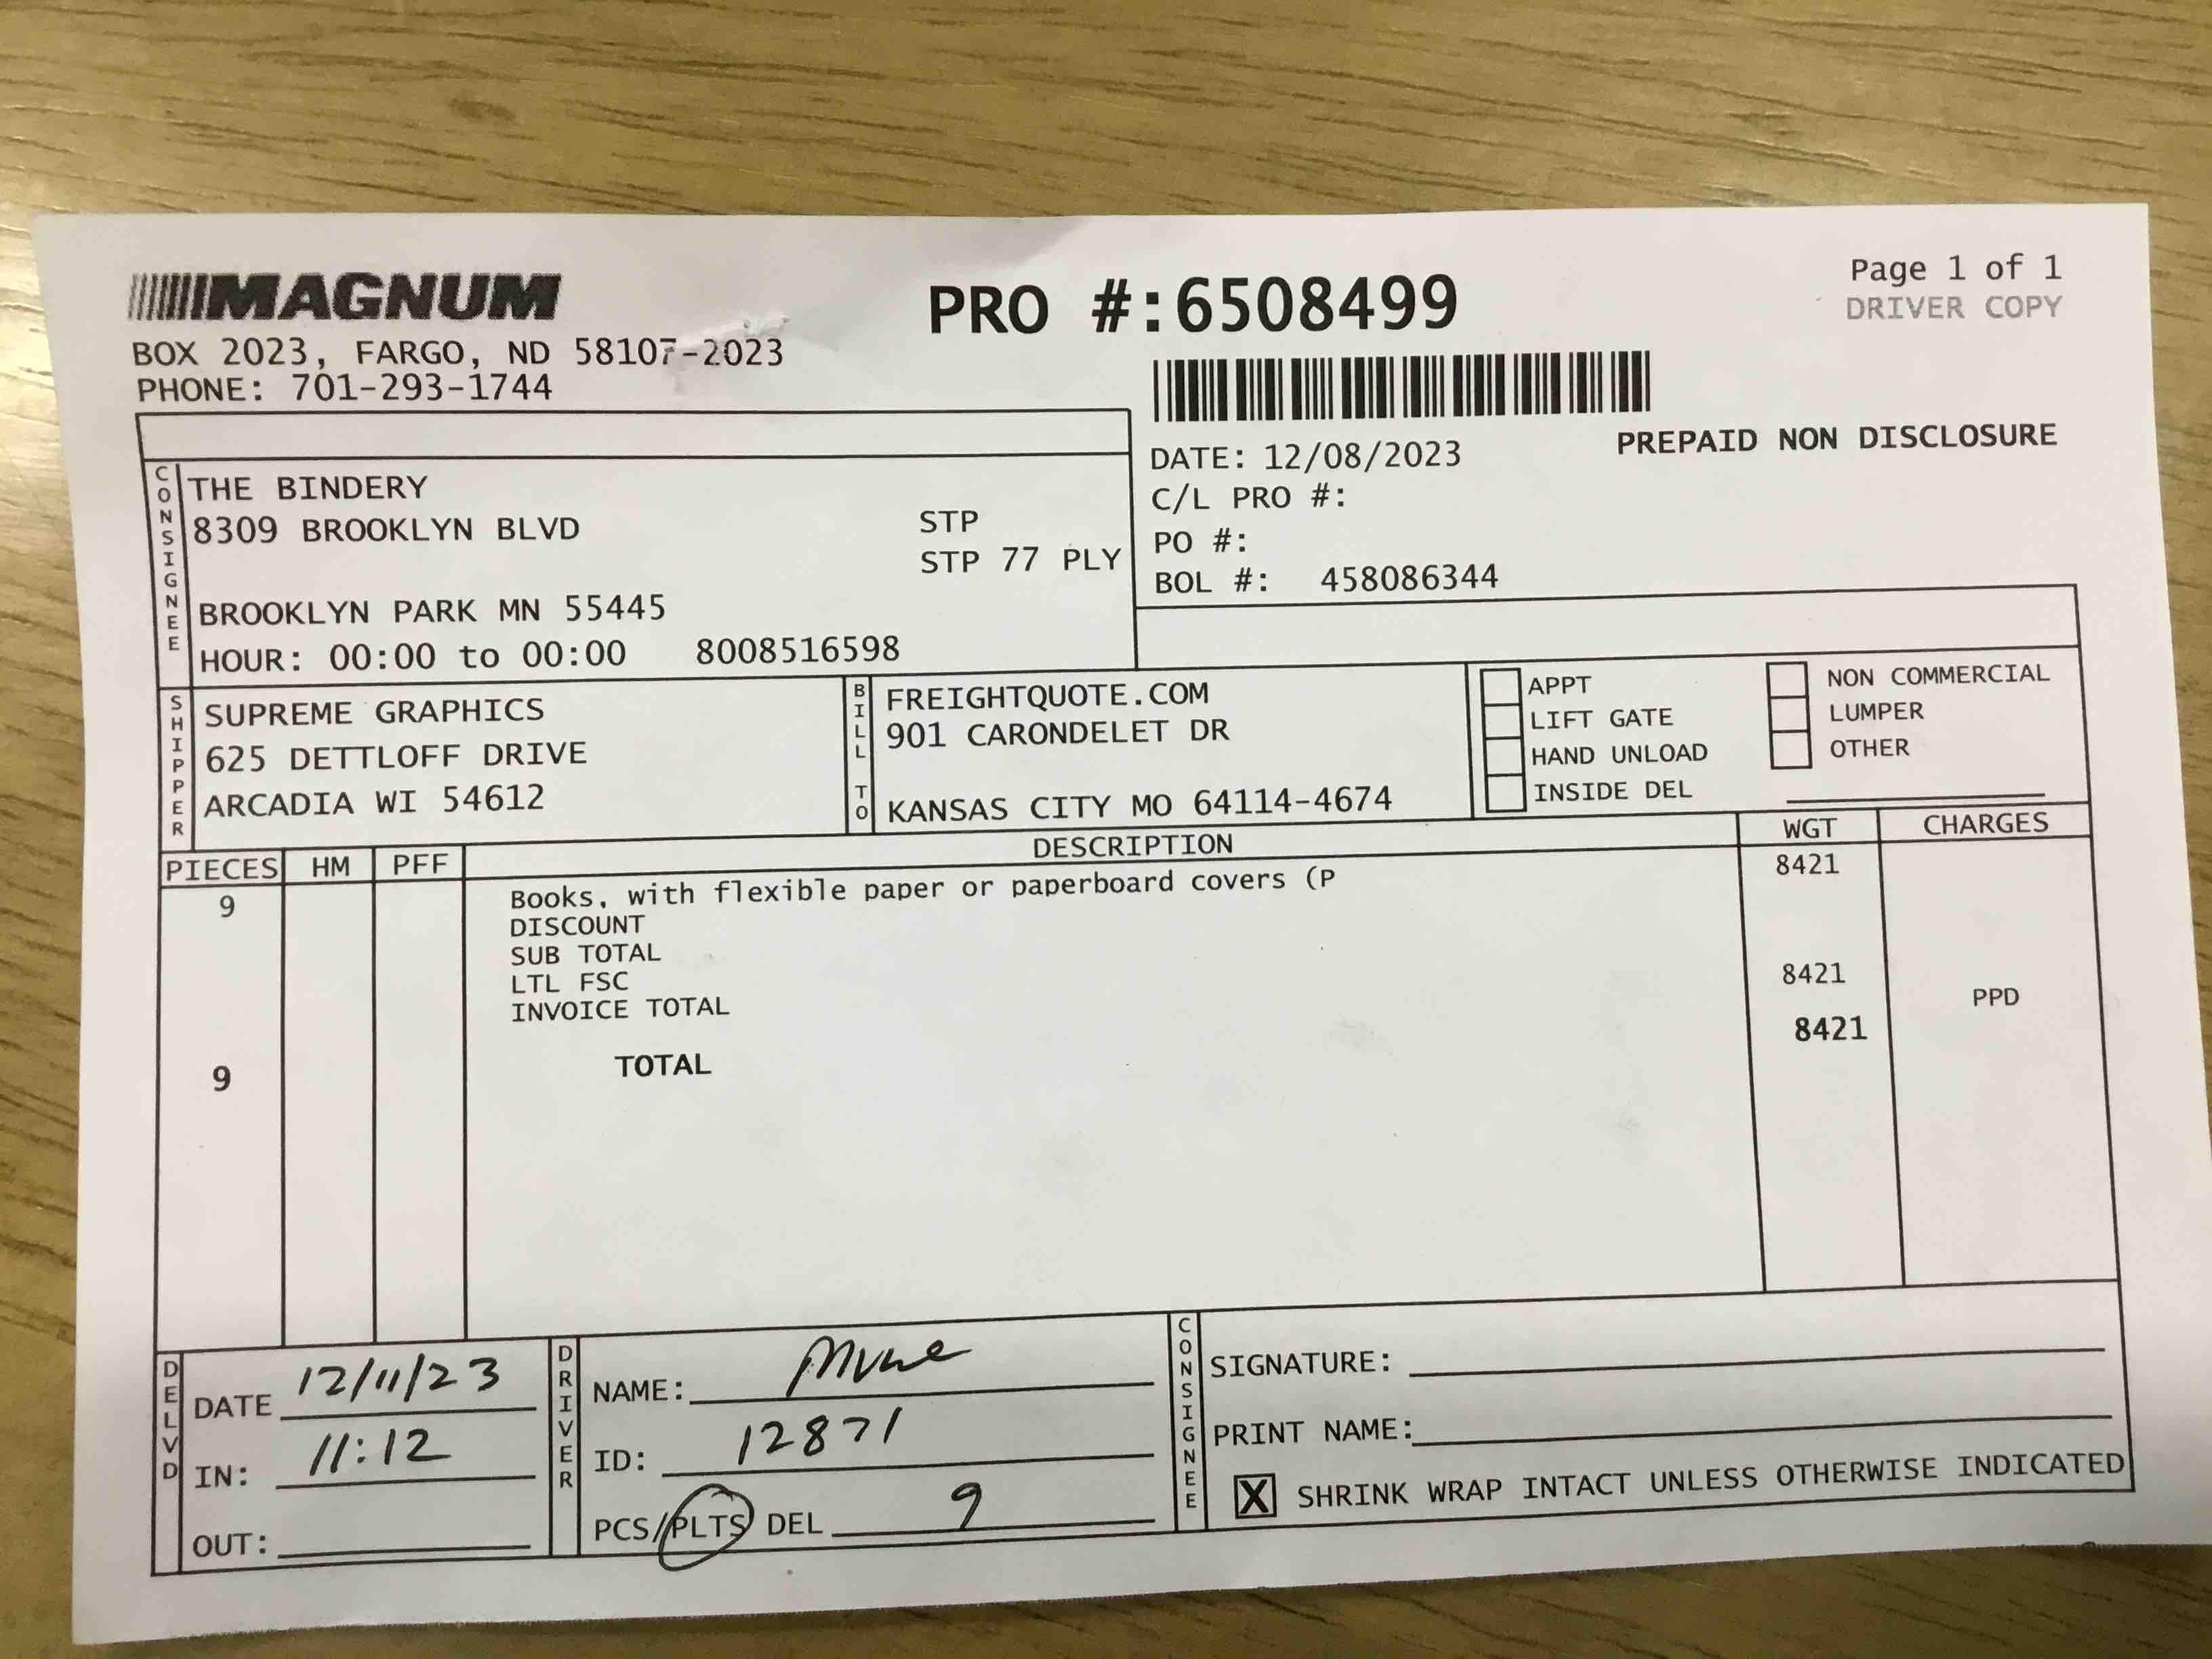 MAGNUM
BOX 2023, FARGO, ND 58107-2023
PHONE: 701-293-1744
PRO #:6508499
Page 1 of 1
DRIVER COPY
DATE: 12/08/2023
PREPAID NON DISCLOSURE
C/L PRO #:
PO #:
BOL #: 458086344
CONSIGNEE
THE BINDERY
8309 BROOKLYN BLVD
STP
STP 77 PLY
BROOKLYN PARK MN 55445
HOUR: 00:00 to 00:00 8008516598
SHIPPER
SUPREME GRAPHICS
625 DETTLOFF DRIVE
ARCADIA WI 54612
BILL TO
FREIGHTQUOTE.COM
901 CARONDELET DR
KANSAS CITY MO 64114-4674
APPT
LIFT GATE
HAND UNLOAD
INSIDE DEL
NON COMMERCIAL
LUMPER
OTHER
PIECES HM PFF DESCRIPTION WGT CHARGES
9 Books, with flexible paper or paperboard covers (P 8421
DISCOUNT
SUB TOTAL
LTL FSC 8421
INVOICE TOTAL PPD
9 TOTAL 8421
DELVD
DATE 12/11/23
IN: 11:12
OUT:
DRIVER
NAME:
ID: 12871
PCS/PLTS DEL 9
CONSIGNEE
SIGNATURE:
PRINT NAME:
X SHRINK WRAP INTACT UNLESS OTHERWISE INDICATED